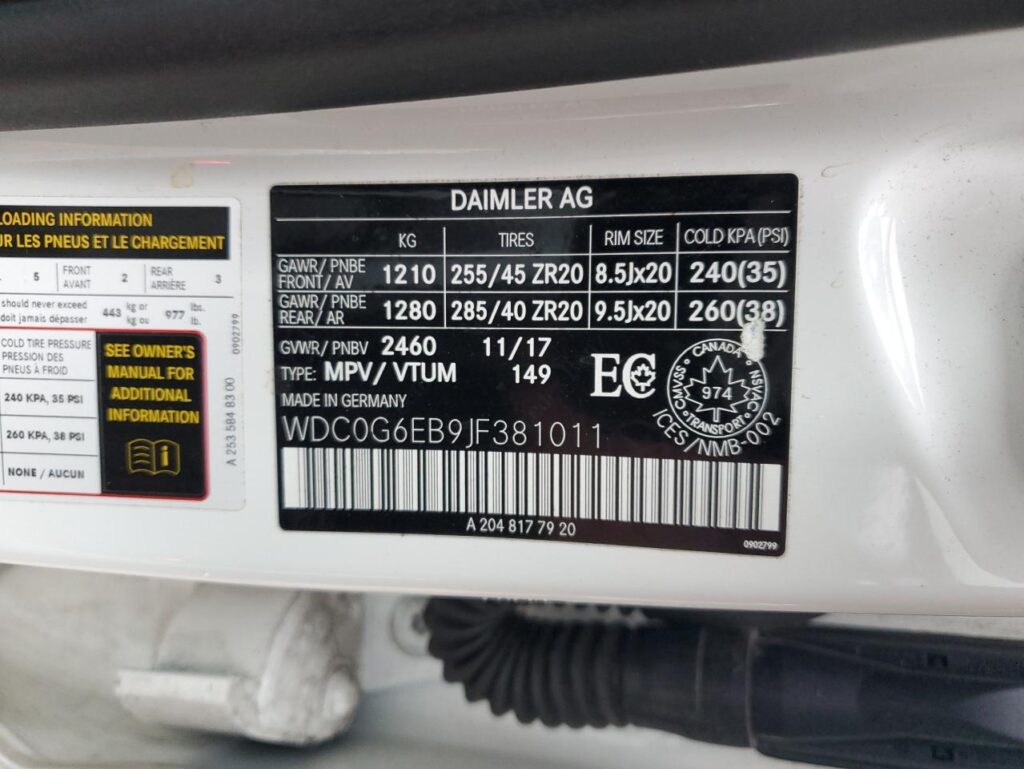 LOADING INFORMATION
UR LES PNEUS ET LE CHARGEMENT
5 FRONT AVANT 2 REAR ARRIÈRE 3
should never exceed
doit jamais dépasser 443 kg or kg ou 977 lbs. lb.
COLD TIRE PRESSURE
PRESSION DES
PNEUS À FROID
240 KPA, 35 PSI
260 KPA, 38 PSI
NONE / AUCUN
SEE OWNER'S
MANUAL FOR
ADDITIONAL
INFORMATION
i
0902799
A 253 584 83 00
DAIMLER AG
KG TIRES RIM SIZE COLD KPA (PSI)
GAWR/ PNBE
FRONT/ AV 1210 255/45 ZR20 8.5Jx20 240(35)
GAWR/ PNBE
REAR/ AR 1280 285/40 ZR20 9.5Jx20 260(38)
GVWR/ PNBV 2460 11/17
TYPE: MPV/ VTUM 149
MADE IN GERMANY
EC
CANADA
NSVAC
974
TRANSPORT
CMVSS
ICES/NMB-002
WDC0G6EB9JF381011
A 204 817 79 20
0902799